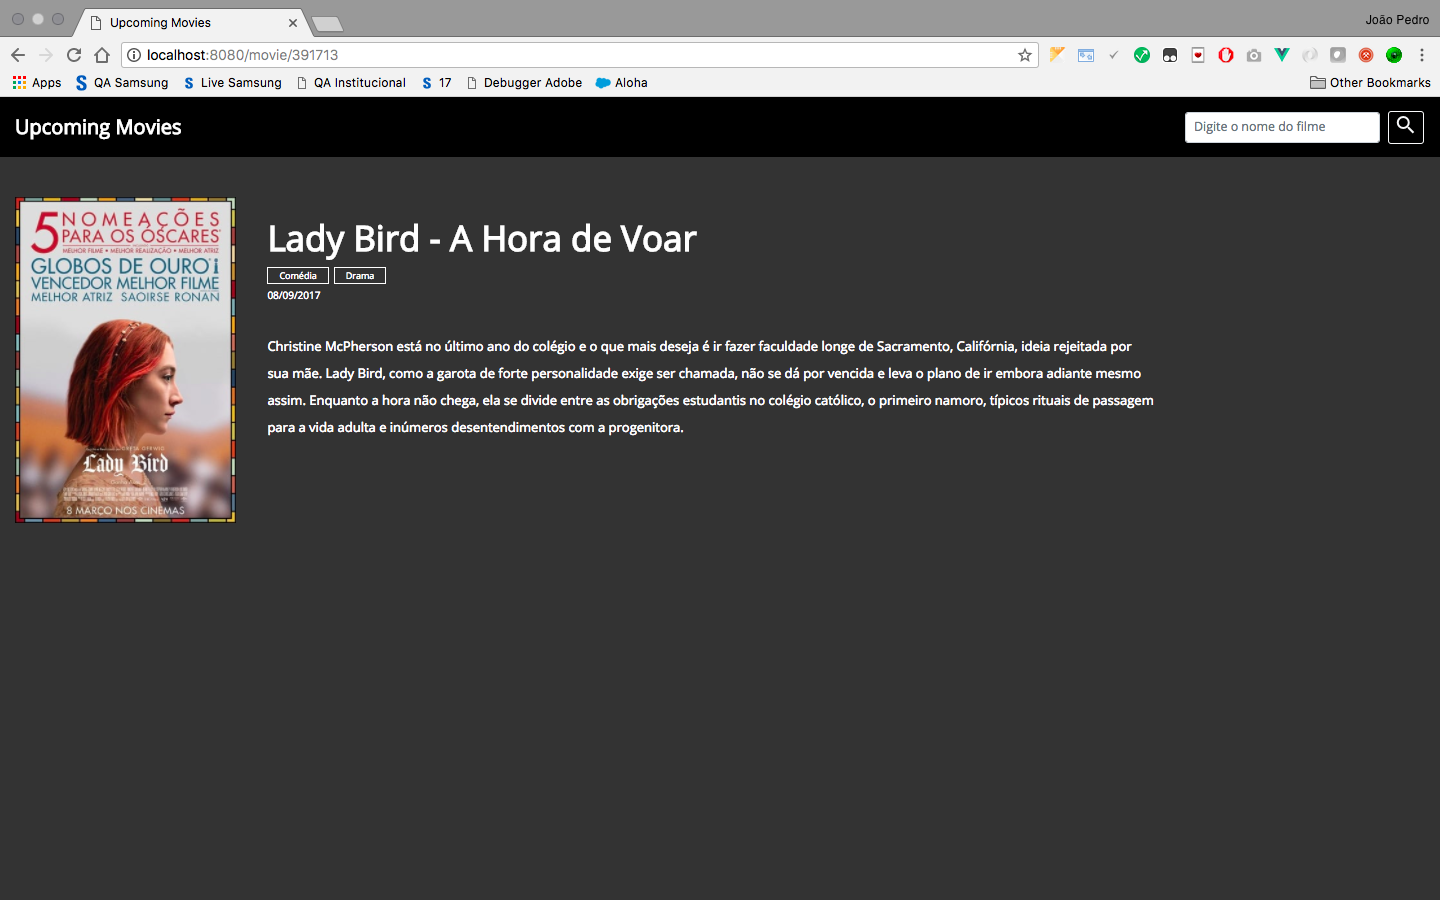 Upcoming Movies
João Pedro
localhost:8080/movie/391713
Apps
QA Samsung
Live Samsung
QA Institucional
17
Debugger Adobe
Aloha
Other Bookmarks
Upcoming Movies
Digite o nome do filme
5 NOMEAÇÕES
PARA OS ÓSCARES
MELHOR FILME • MELHOR REALIZAÇÃO • MELHOR ATRIZ
GLOBOS DE OURO
VENCEDOR MELHOR FILME
MELHOR ATRIZ SAOIRSE RONAN
GRETA GERWIG
Lady Bird
8 MARÇO NOS CINEMAS
Lady Bird - A Hora de Voar
Comédia
Drama
08/09/2017
Christine McPherson está no último ano do colégio e o que mais deseja é ir fazer faculdade longe de Sacramento, Califórnia, ideia rejeitada por
sua mãe. Lady Bird, como a garota de forte personalidade exige ser chamada, não se dá por vencida e leva o plano de ir embora adiante mesmo
assim. Enquanto a hora não chega, ela se divide entre as obrigações estudantis no colégio católico, o primeiro namoro, típicos rituais de passagem
para a vida adulta e inúmeros desentendimentos com a progenitora.